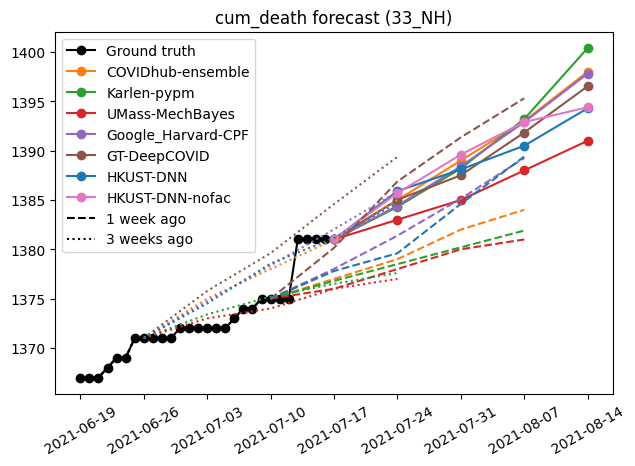 cum_death forecast (33_NH)
1400
1395
1390
1385
1380
1375
1370
Ground truth
COVIDhub-ensemble
Karlen-pypm
UMass-MechBayes
Google_Harvard-CPF
GT-DeepCOVID
HKUST-DNN
HKUST-DNN-nofac
1 week ago
3 weeks ago
2021-06-19
2021-06-26
2021-07-03
2021-07-10
2021-07-17
2021-07-24
2021-07-31
2021-08-07
2021-08-14